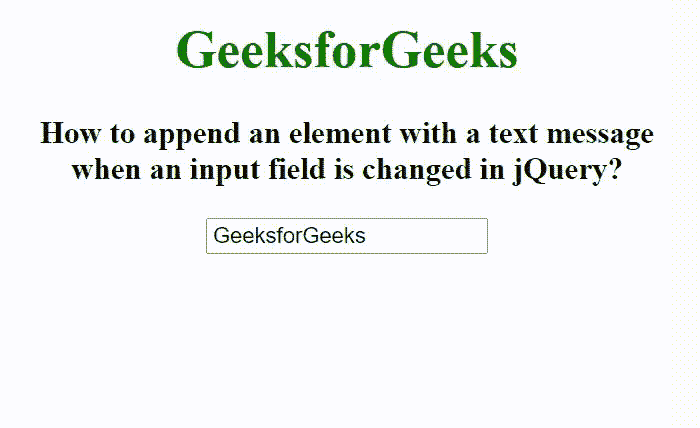 GeeksforGeeks
How to append an element with a text message
when an input field is changed in jQuery?
GeeksforGeeks